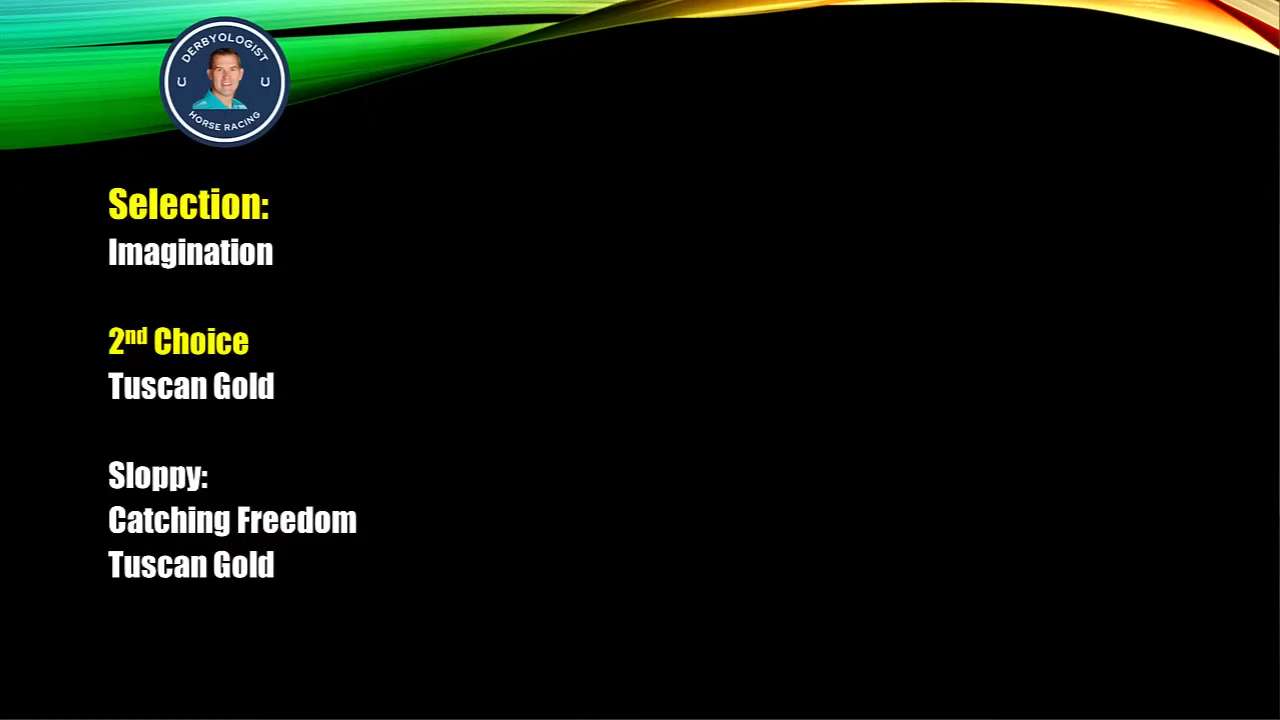 DERBYOLOGIST
HORSE RACING
Selection:
Imagination
2nd Choice
Tuscan Gold
Sloppy:
Catching Freedom
Tuscan Gold